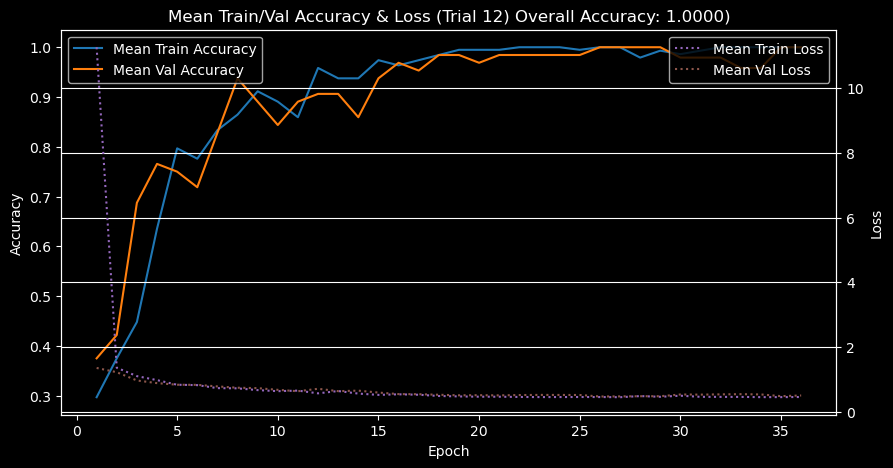 Mean Train/Val Accuracy & Loss (Trial 12) Overall Accuracy: 1.0000)
Mean Train Accuracy
Mean Val Accuracy
Mean Train Loss
Mean Val Loss
1.0
0.9
0.8
0.7
0.6
0.5
0.4
0.3
Accuracy
10
8
6
4
2
0
Loss
0 5 10 15 20 25 30 35
Epoch